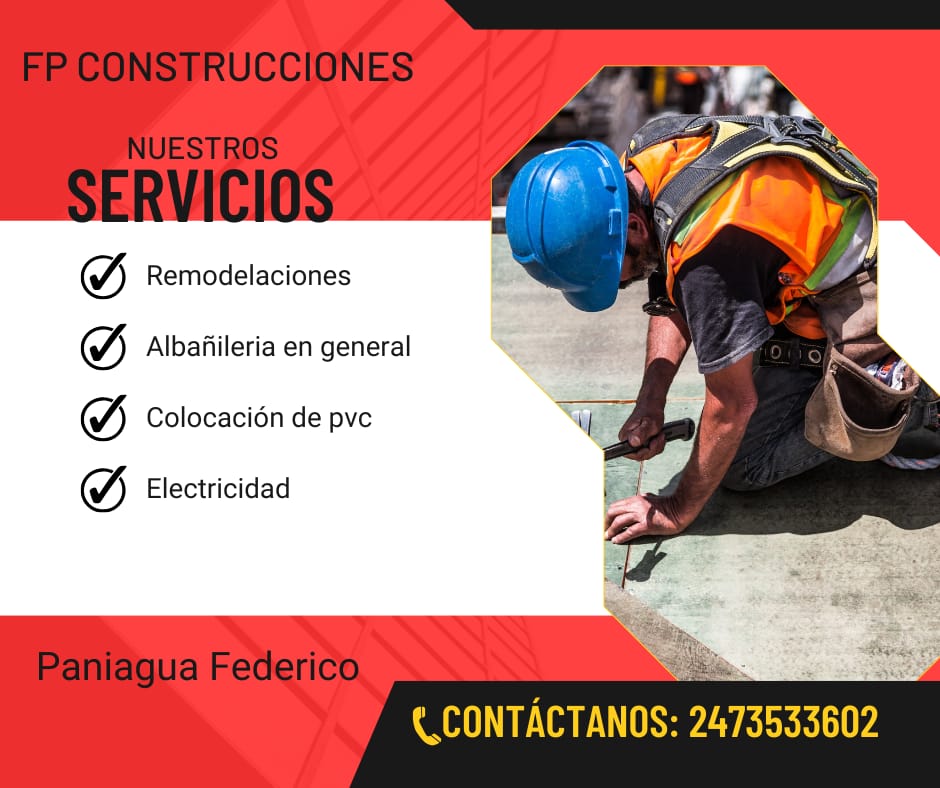 FP CONSTRUCCIONES
NUESTROS
SERVICIOS
Remodelaciones
Albañileria en general
Colocación de pvc
Electricidad
Paniagua Federico
CONTÁCTANOS: 2473533602